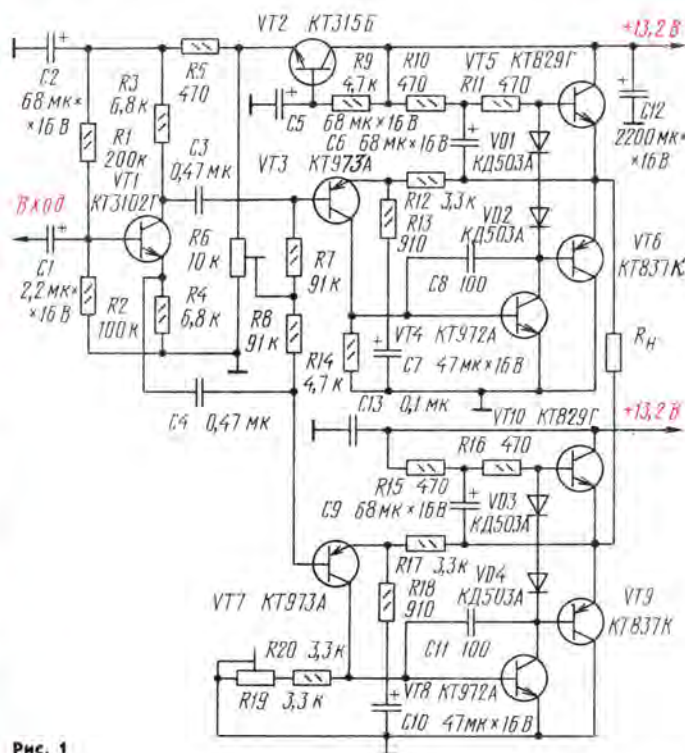 VT2 КТ315Б
+13,2 В
C2
68 мк×
×16 В
R3
6,8 к
R5
470
R9
4,7 к
R10
470
VT5 КТ829Г
R11 470
C12
2200 мк×
×16 В
C5
68 мк×16 В
C6 68 мк×16 В
VD1
КД503А
R1
200к
C3
0,47 мк
VT1
КТ3102Г
VT3 КТ973А
R12 3,3 к
R13
910
VD2
КД503А
Вход
C1
2,2 мк×
×16 В
R6
10 к
R7
91 к
C8 100
VT6
КТ837К
R2
100к
R4
6,8 к
R8
91 к
R14
4,7 к
VT4 КТ972А
C7 47 мк×16 В
Rн
C4 0,47 мк
C13 0,1 мк
VT10 КТ829Г
+13,2 В
R16 470
R15 470
C9
68 мк×16 В
VD3
КД503А
R17 3,3 к
R18
910
VD4
КД503А
VT7 КТ973А
VT9
КТ837К
R20 3,3 к
C11 100
R19 3,3 к
VT8 КТ972А
C10 47мк×16В
Рис. 1